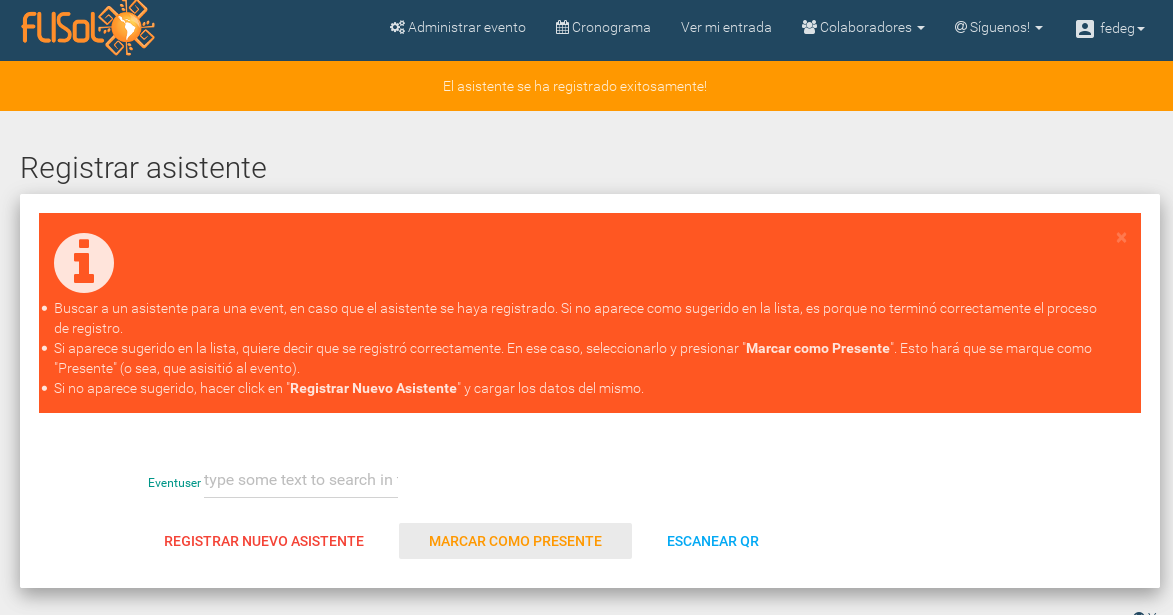 FLISoL
Administrar evento Cronograma Ver mi entrada Colaboradores Síguenos! fedeg
El asistente se ha registrado exitosamente!
Registrar asistente
×
Buscar a un asistente para una event, en caso que el asistente se haya registrado. Si no aparece como sugerido en la lista, es porque no terminó correctamente el proceso
de registro.
Si aparece sugerido en la lista, quiere decir que se registró correctamente. En ese caso, seleccionarlo y presionar "Marcar como Presente". Esto hará que se marque como
"Presente" (o sea, que asisitió al evento).
Si no aparece sugerido, hacer click en "Registrar Nuevo Asistente" y cargar los datos del mismo.
Eventuser type some text to search in
REGISTRAR NUEVO ASISTENTE MARCAR COMO PRESENTE ESCANEAR QR